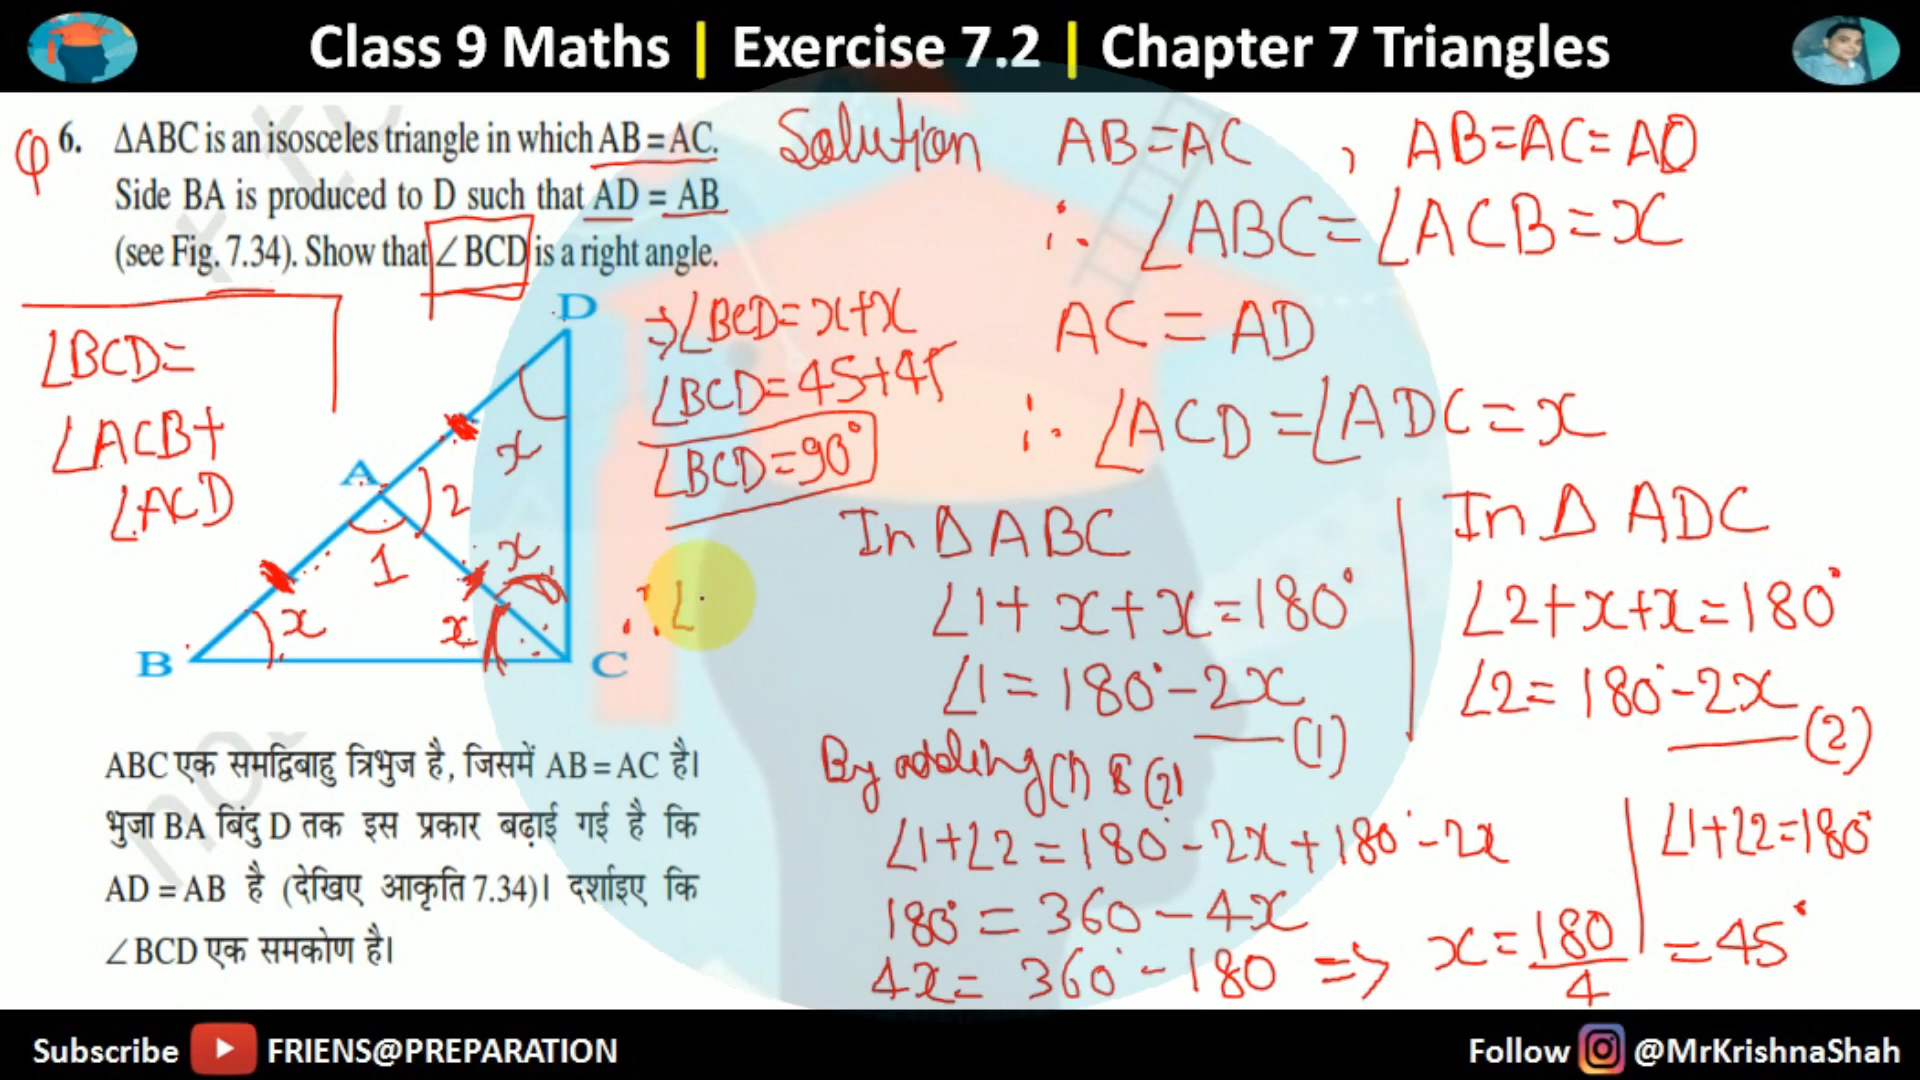 Class 9 Maths | Exercise 7.2 | Chapter 7 Triangles
φ 6. ΔABC is an isosceles triangle in which AB = AC.
Side BA is produced to D such that AD = AB
(see Fig. 7.34). Show that ∠BCD is a right angle.
∠BCD=
∠ACB+
∠ACD
D
A
B
C
1
2
x
x
x
x
⇒∠BCD=x+x
∠BCD=45+45
∠BCD=90°
∴ ∠
ABC एक समद्विबाहु त्रिभुज है, जिसमें AB = AC है।
भुजा BA बिंदु D तक इस प्रकार बढ़ाई गई है कि
AD = AB है (देखिए आकृति 7.34)। दर्शाइए कि
∠BCD एक समकोण है।
Solution AB=AC , AB=AC=AD
∴ ∠ABC=∠ACB=x
AC=AD
∴ ∠ACD=∠ADC=x
In Δ ABC
∠1+x+x=180°
∠1=180°-2x
(1)
In Δ ADC
∠2+x+x=180°
∠2=180°-2x
(2)
By adding (1) & (2)
∠1+∠2=180°-2x+180°-2x
∠1+∠2=180°
180°=360-4x
4x=360°-180 ⇒ x=180/4 =45°
Subscribe FRIENS@PREPARATION
Follow @MrKrishnaShah